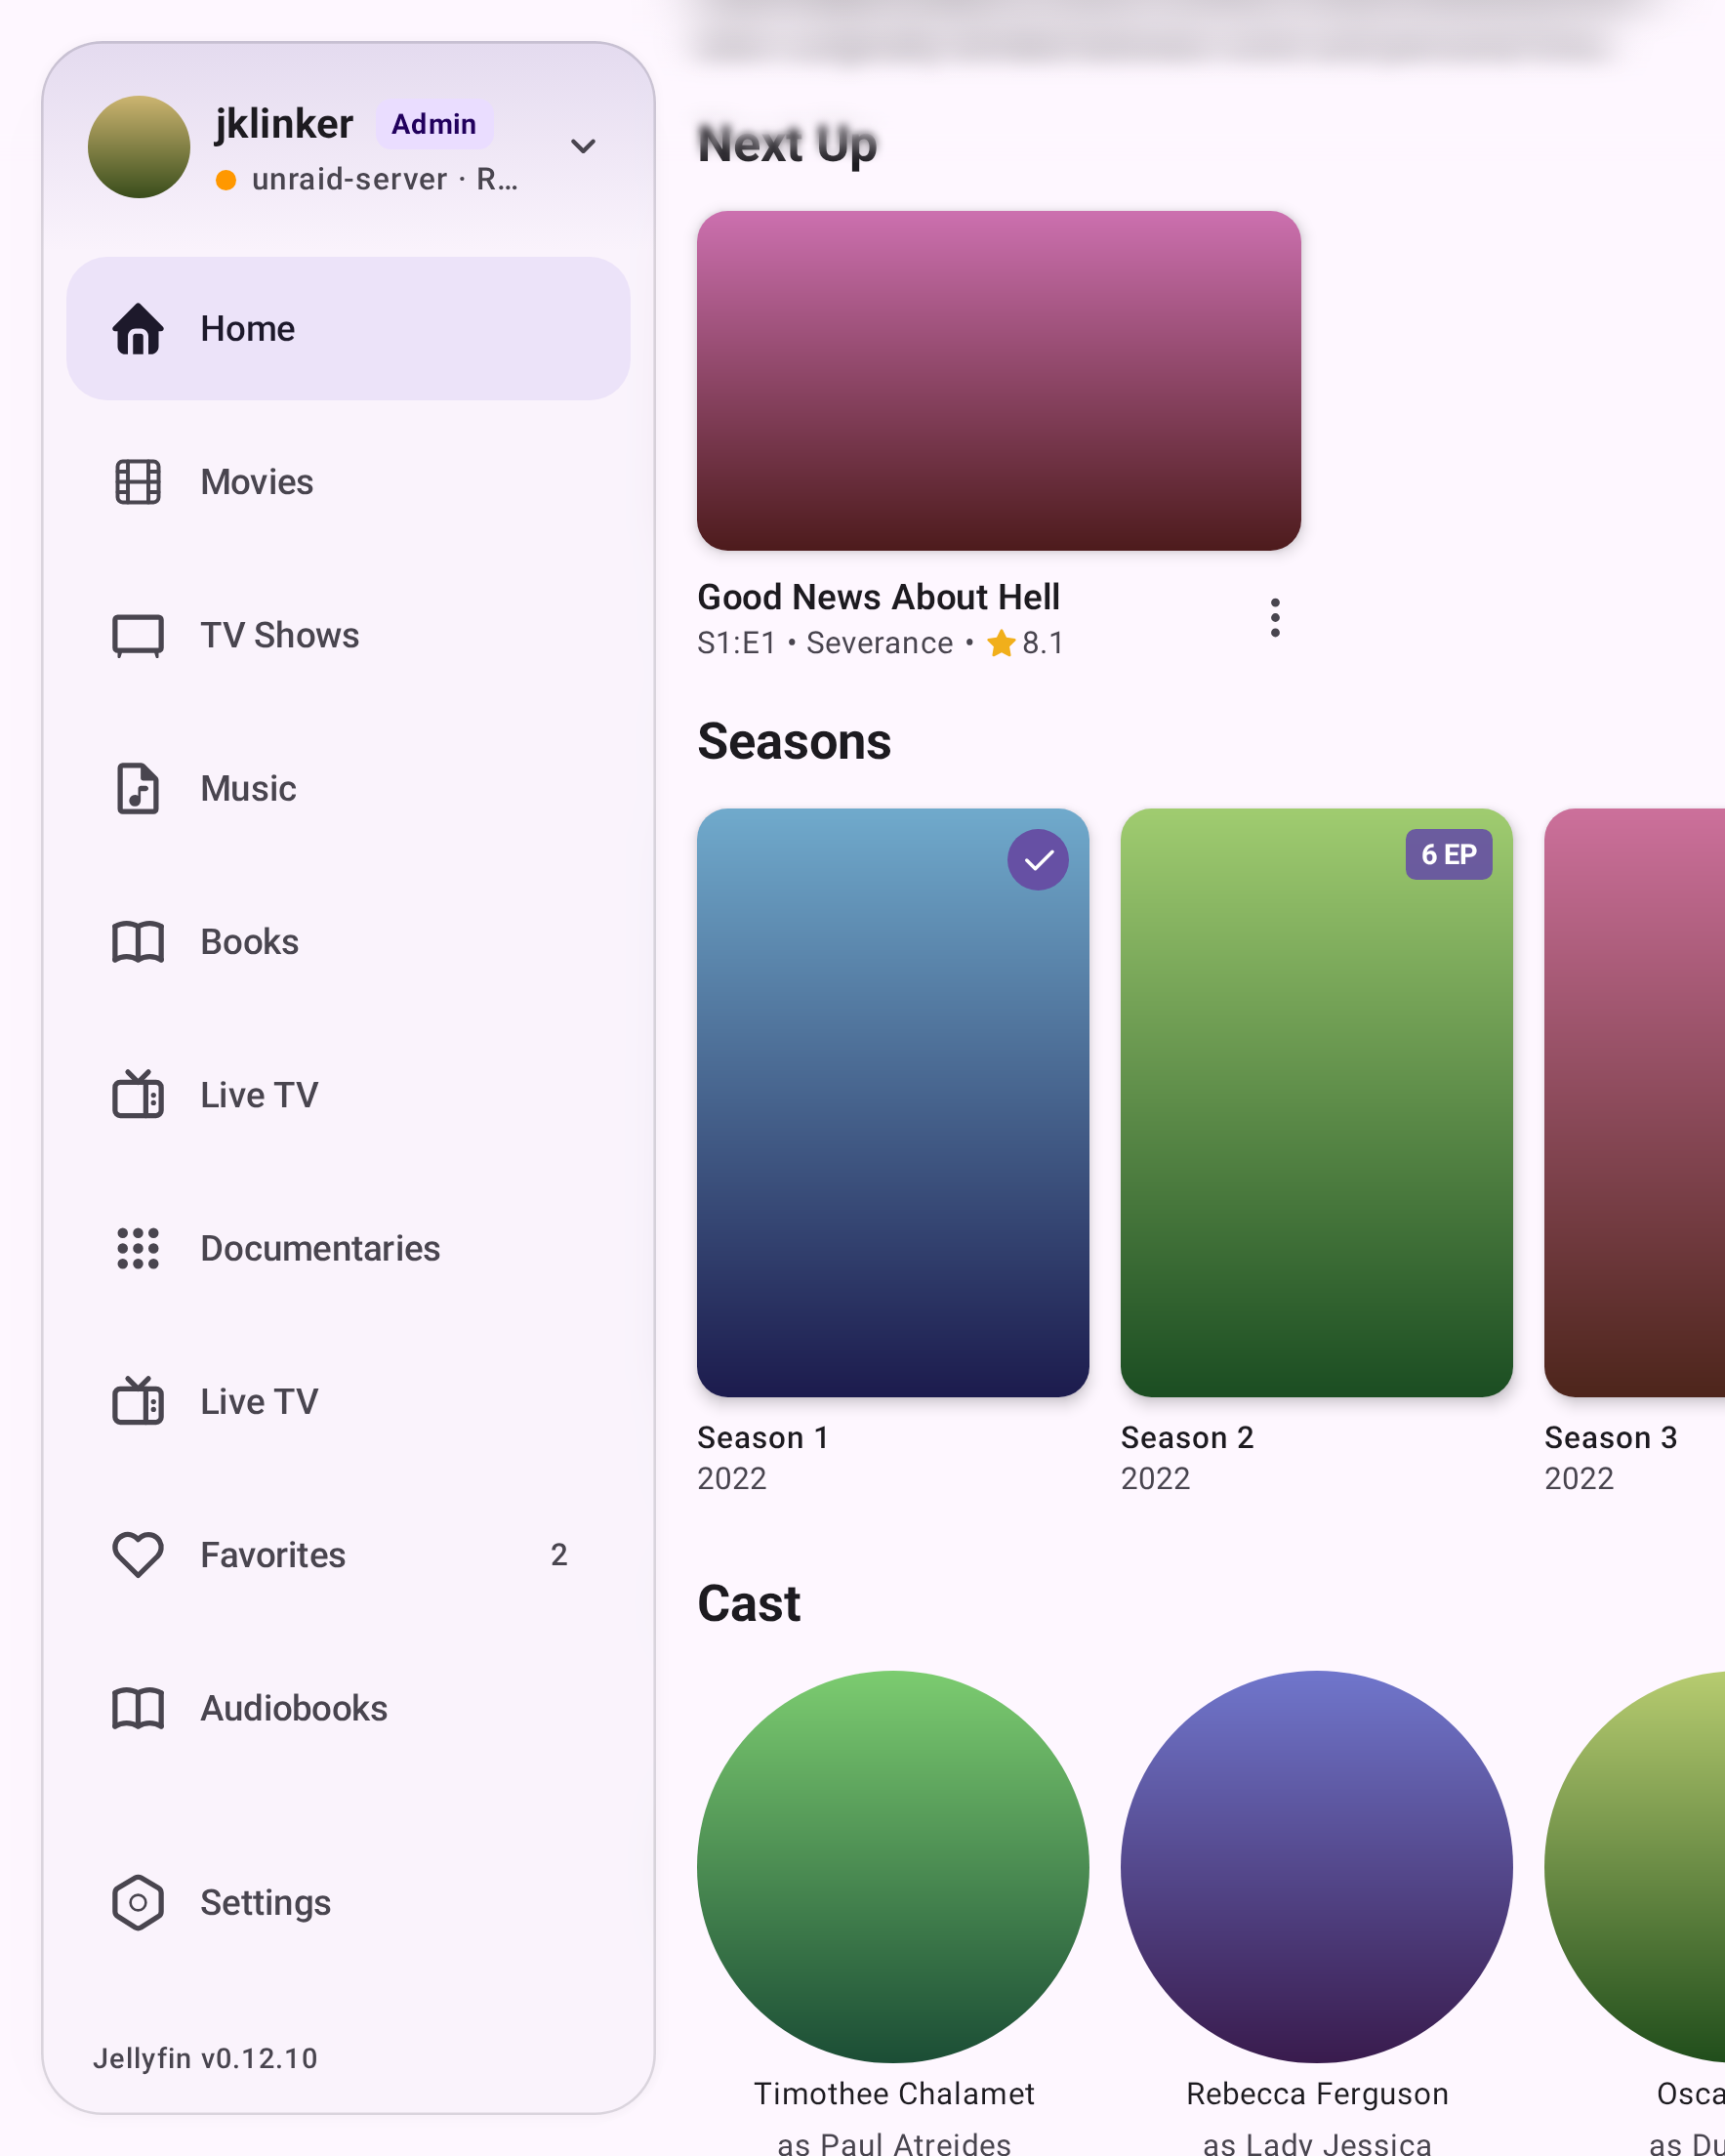 jklinker Admin
unraid-server · R...
Home
Movies
TV Shows
Music
Books
Live TV
Documentaries
Live TV
Favorites 2
Audiobooks
Settings
Jellyfin v0.12.10
Next Up
Good News About Hell
S1:E1 • Severance • 8.1
Seasons
6 EP
Season 1
2022
Season 2
2022
Season 3
2022
Cast
Timothee Chalamet
as Paul Atreides
Rebecca Ferguson
as Lady Jessica
Osca
as Du